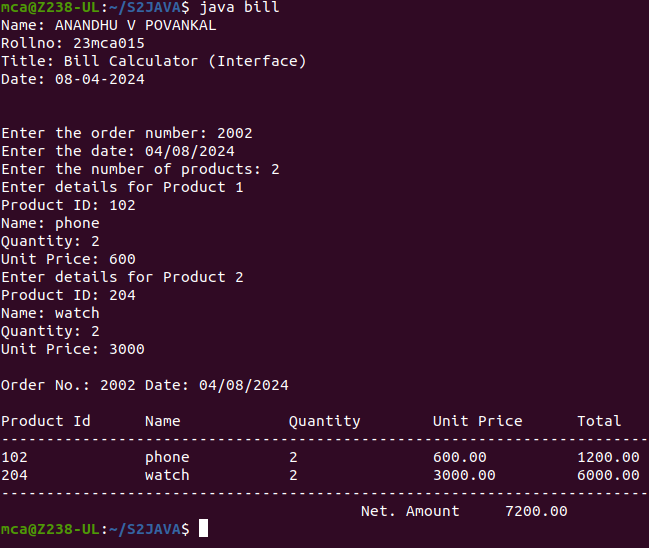 mca@Z238-UL:~/S2JAVA$ java bill
Name: ANANDHU V POVANKAL
Rollno: 23mca015
Title: Bill Calculator (Interface)
Date: 08-04-2024
Enter the order number: 2002
Enter the date: 04/08/2024
Enter the number of products: 2
Enter details for Product 1
Product ID: 102
Name: phone
Quantity: 2
Unit Price: 600
Enter details for Product 2
Product ID: 204
Name: watch
Quantity: 2
Unit Price: 3000
Order No.: 2002 Date: 04/08/2024
Product Id      Name            Quantity        Unit Price      Total
------------------------------------------------------------------------
102             phone           2               600.00          1200.00
204             watch           2               3000.00         6000.00
------------------------------------------------------------------------
                                        Net. Amount     7200.00
mca@Z238-UL:~/S2JAVA$